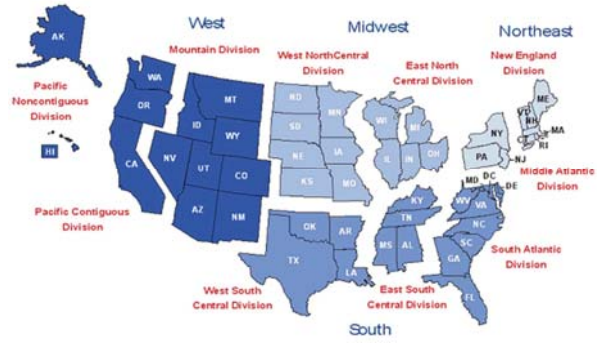 West
Midwest
Northeast
AK
Mountain Division
West NorthCentral
Division
East North
Central Division
New England
Division
Pacific
Noncontiguous
Division
WA
OR
MT
ID
WY
ND
SD
MN
WI
MI
NY
VT
NH
ME
MA
RI
HI
CA
NV
UT
CO
NE
IA
KS
MO
IL
IN
OH
PA
NJ
MD
DC
DE
Middle Atlantic
Division
AZ
NM
OK
AR
KY
TN
WV
VA
NC
SC
Pacific Contiguous
Division
TX
LA
MS
AL
GA
FL
South Atlantic
Division
West South
Central Division
East South
Central Division
South